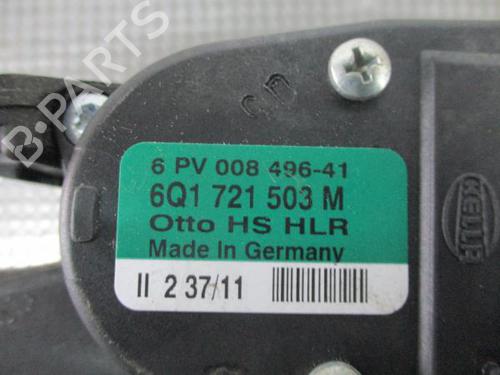 B-PARTS
6 PV 008 496-41
6Q1 721 503 M
Otto HS HLR
Made In Germany
II 2 37/11